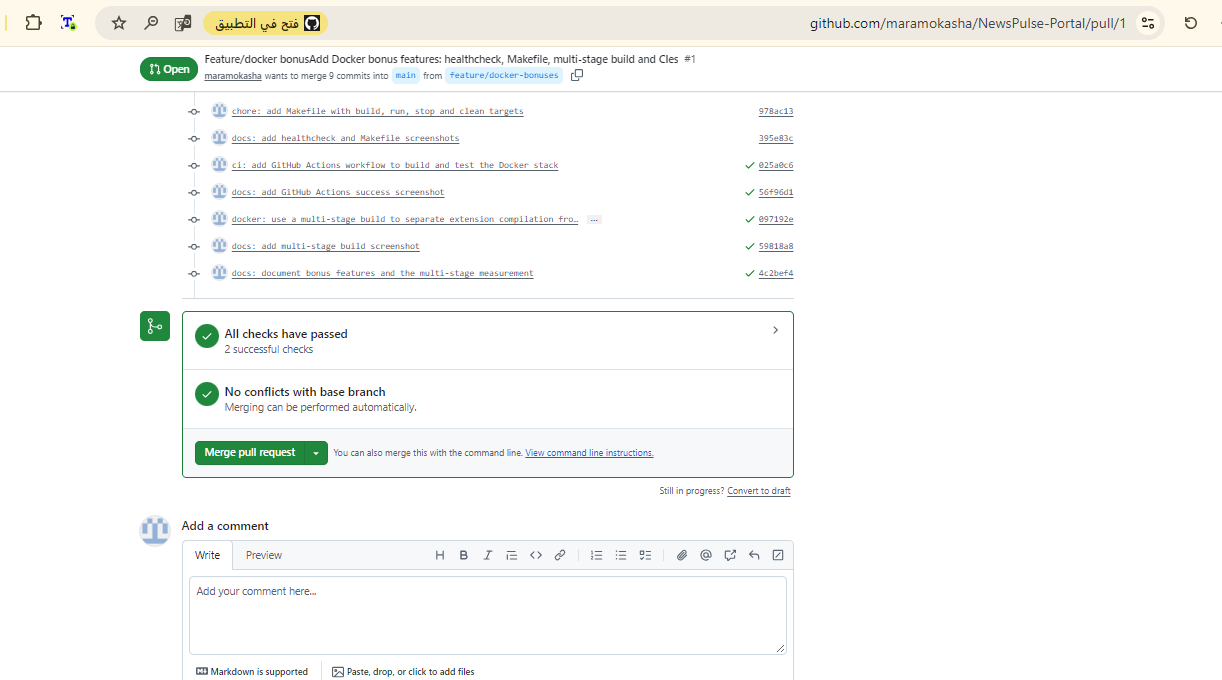 فتح في التطبيق
github.com/maramokasha/NewsPulse-Portal/pull/1
Open
Feature/docker bonusAdd Docker bonus features: healthcheck, Makefile, multi-stage build and Cles #1
maramokasha wants to merge 9 commits into main from feature/docker-bonuses
chore: add Makefile with build, run, stop and clean targets 978ac13
docs: add healthcheck and Makefile screenshots 395e83c
ci: add GitHub Actions workflow to build and test the Docker stack 025a0c6
docs: add GitHub Actions success screenshot 56f96d1
docker: use a multi-stage build to separate extension compilation fro… ... 097192e
docs: add multi-stage build screenshot 59818a8
docs: document bonus features and the multi-stage measurement 4c2bef4
All checks have passed
2 successful checks
No conflicts with base branch
Merging can be performed automatically.
Merge pull request
You can also merge this with the command line. View command line instructions.
Still in progress? Convert to draft
Add a comment
Write Preview
Add your comment here...
Markdown is supported
Paste, drop, or click to add files